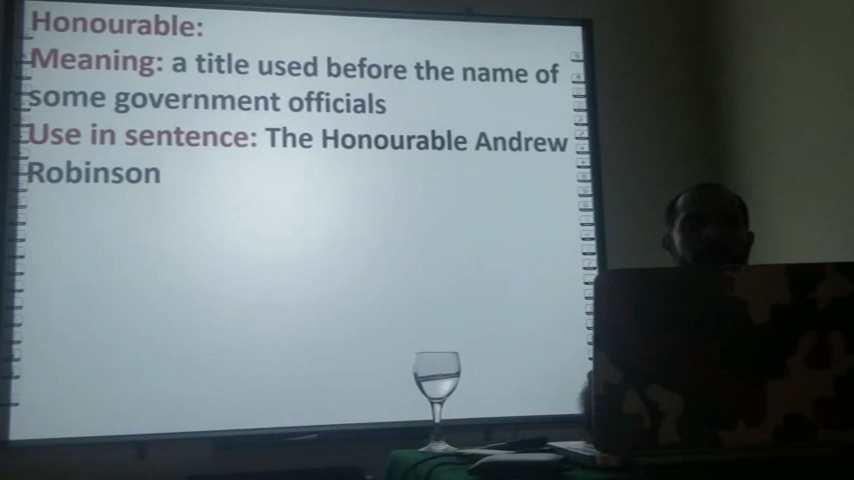 Honourable:
Meaning: a title used before the name of
some government officials
Use in sentence: The Honourable Andrew
Robinson